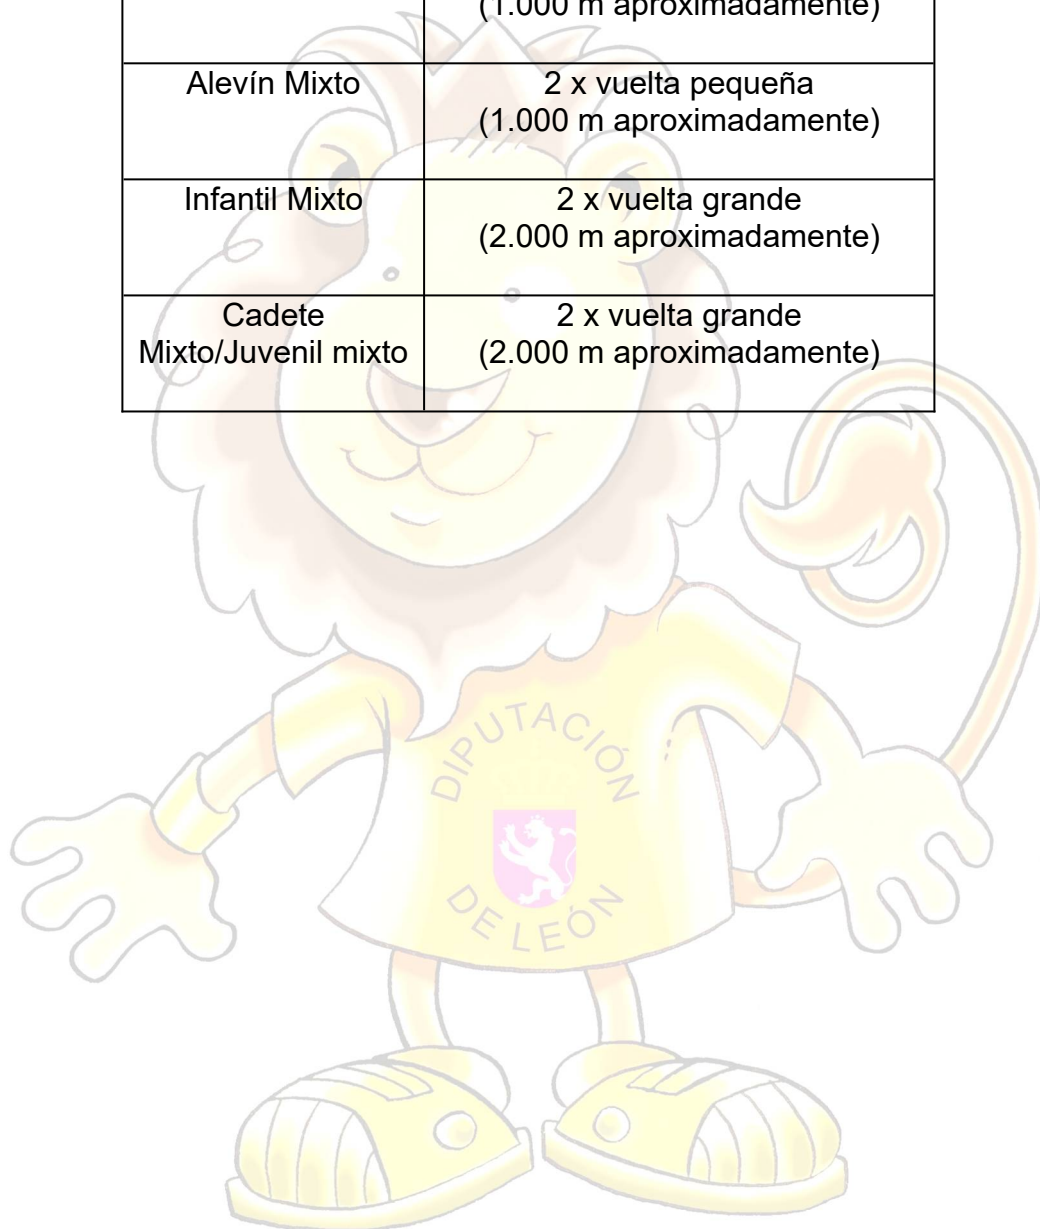 (1.000 m aproximadamente)
Alevín Mixto
2 x vuelta pequeña
(1.000 m aproximadamente)
Infantil Mixto
2 x vuelta grande
(2.000 m aproximadamente)
Cadete
Mixto/Juvenil mixto
2 x vuelta grande
(2.000 m aproximadamente)
DIPUTACIÓN
DE LEÓN